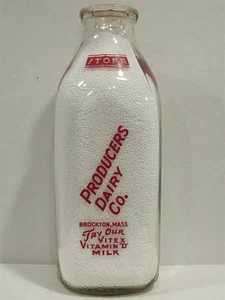 STORE
PRODUCERS
DAIRY
CO.
BROCKTON, MASS.
TRY OUR
VITEX
VITAMIN 'D'
MILK